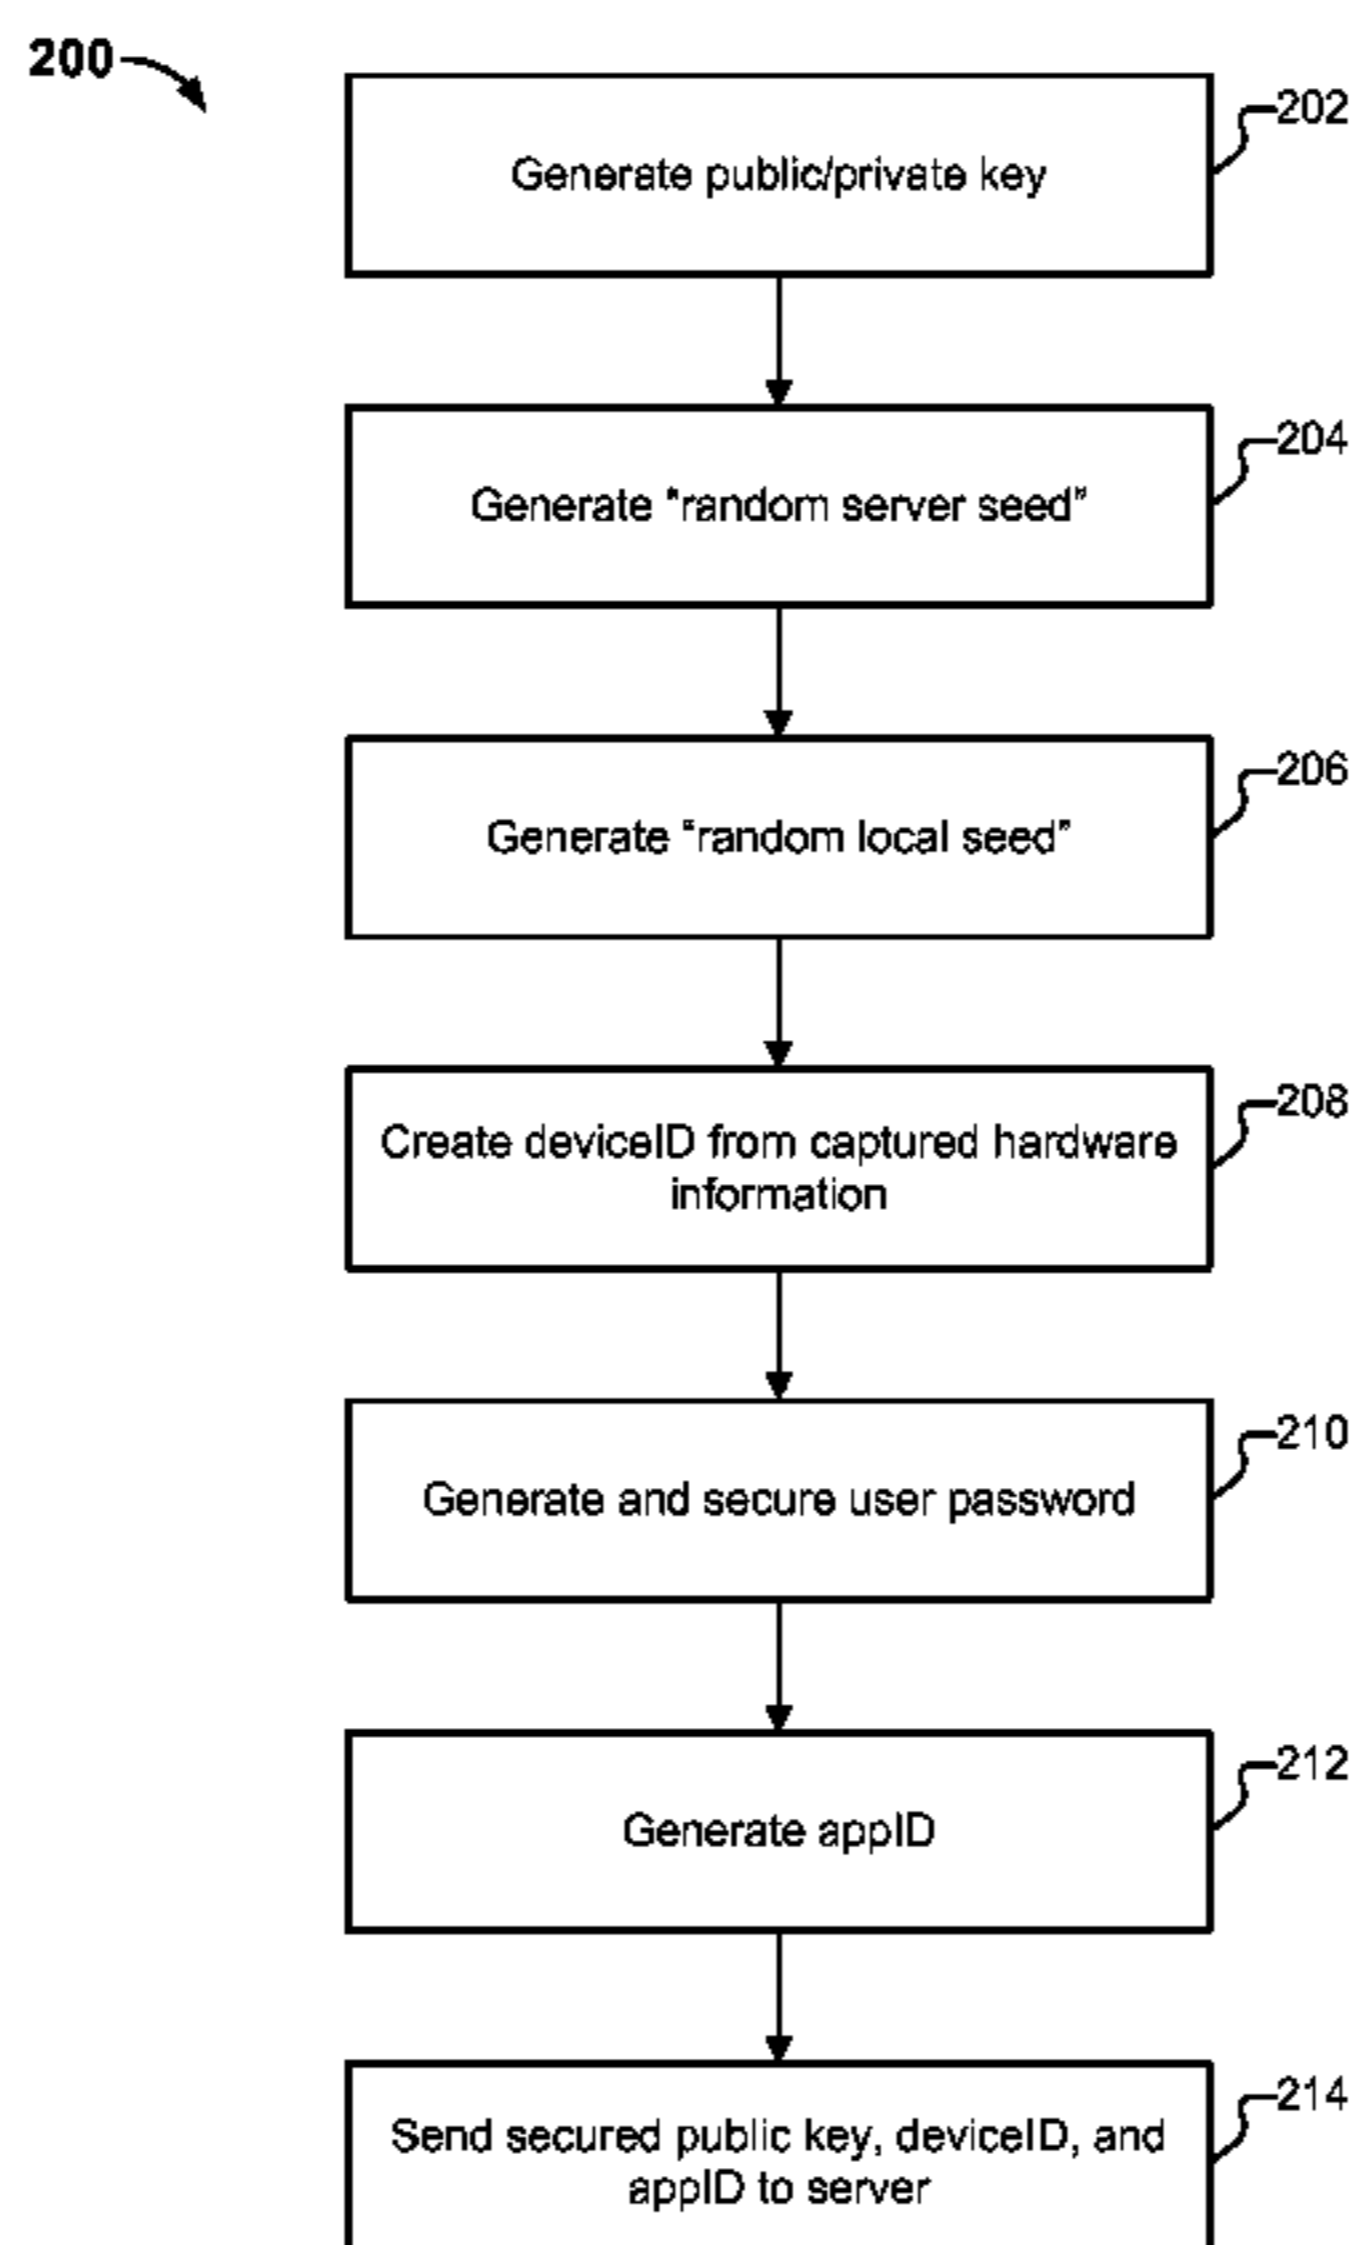 200
202
Generate public/private key
204
Generate “random server seed”
206
Generate “random local seed”
208
Create deviceID from captured hardware
information
210
Generate and secure user password
212
Generate appID
214
Send secured public key, deviceID, and
appID to server